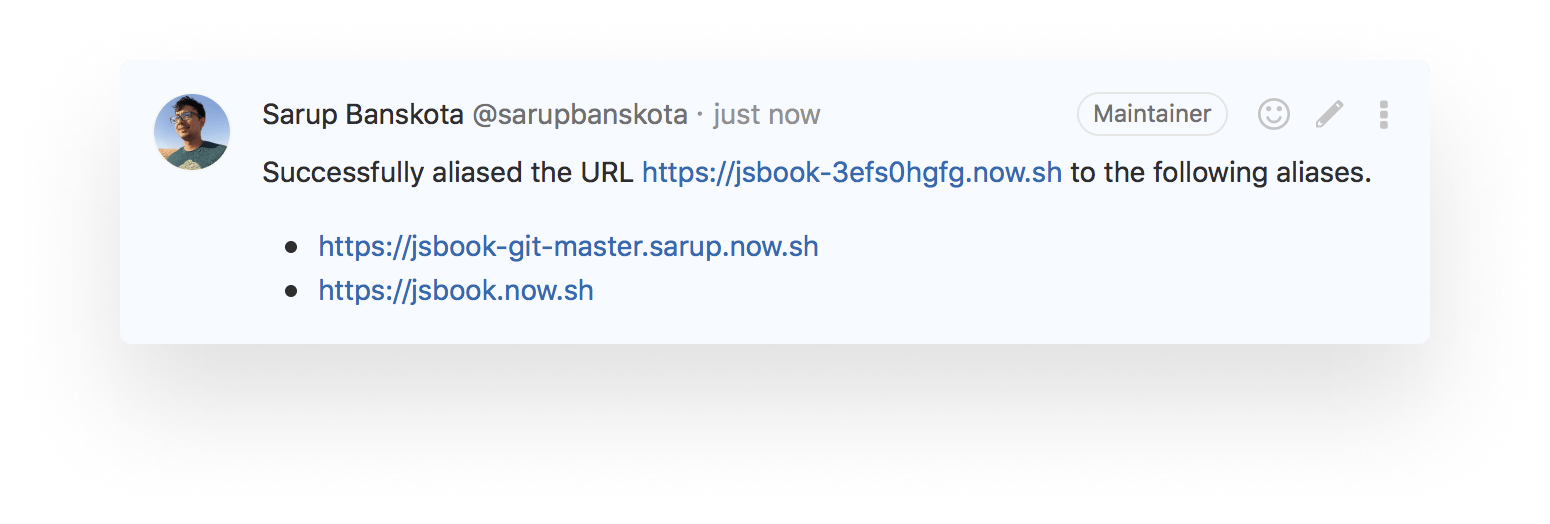 Sarup Banskota @sarupbanskota · just now Maintainer
Successfully aliased the URL https://jsbook-3efs0hgfg.now.sh to the following aliases.
• https://jsbook-git-master.sarup.now.sh
• https://jsbook.now.sh